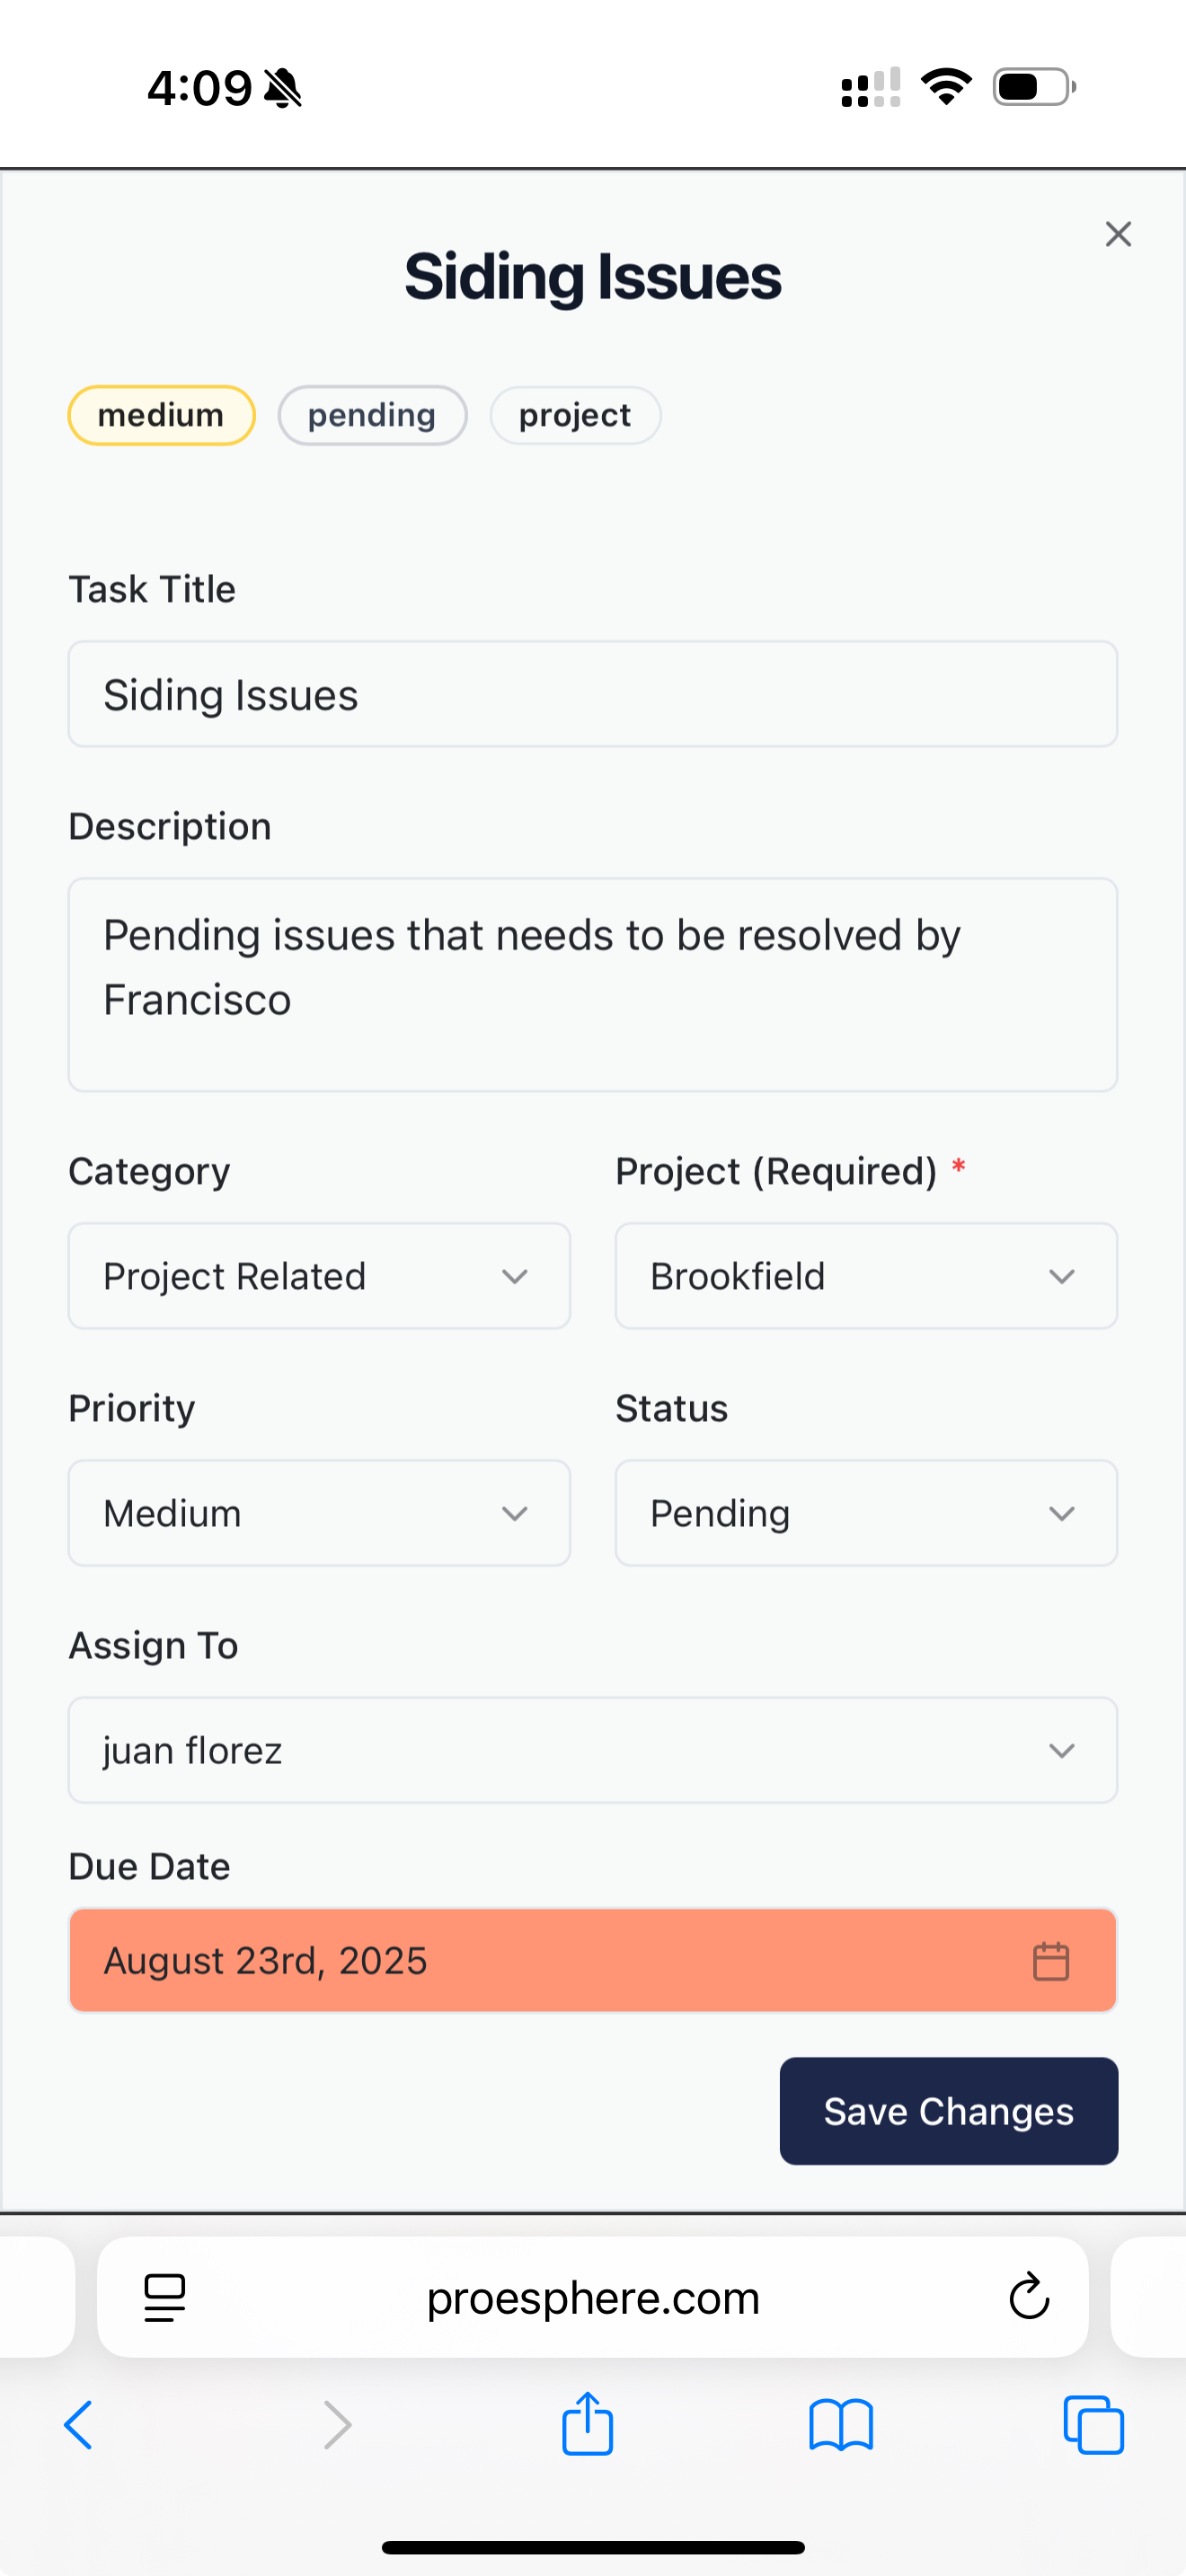 4:09
Siding Issues
medium pending project
Task Title
Siding Issues
Description
Pending issues that needs to be resolved by
Francisco
Category Project (Required) *
Project Related Brookfield
Priority Status
Medium Pending
Assign To
juan florez
Due Date
August 23rd, 2025
Save Changes
proesphere.com